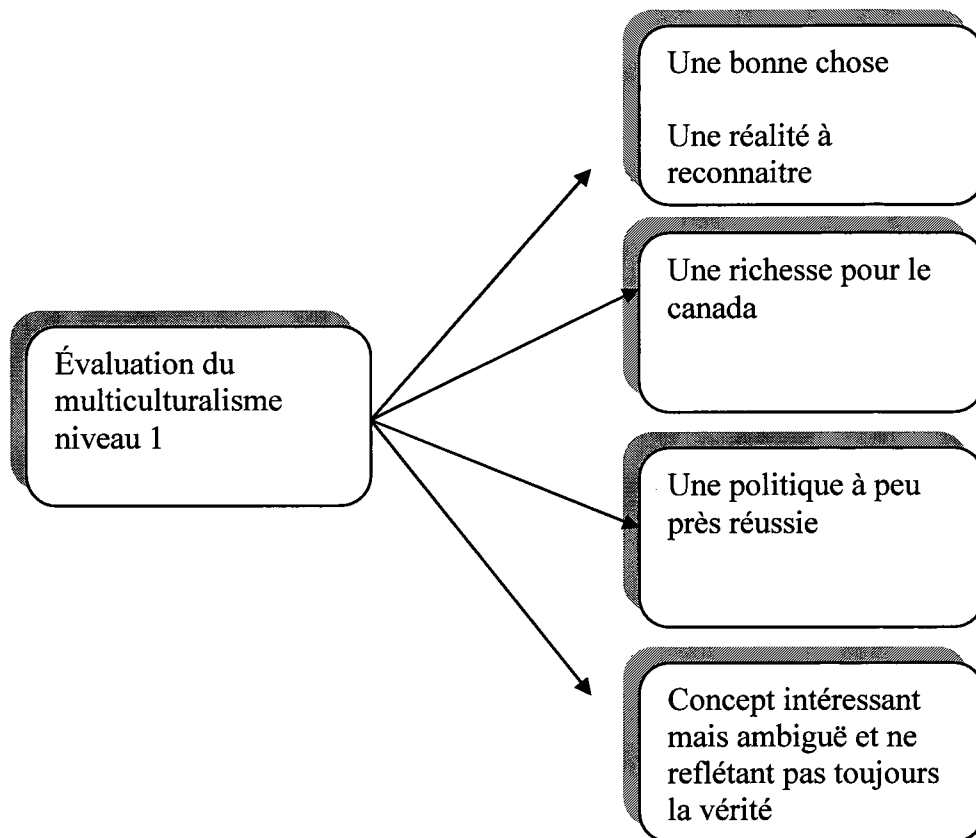 Une bonne chose
Une réalité à
reconnaitre
Une richesse pour le
canada
Évaluation du
multiculturalisme
niveau 1
Une politique à peu
près réussie
Concept intéressant
mais ambiguë et ne
reflétant pas toujours
la vérité